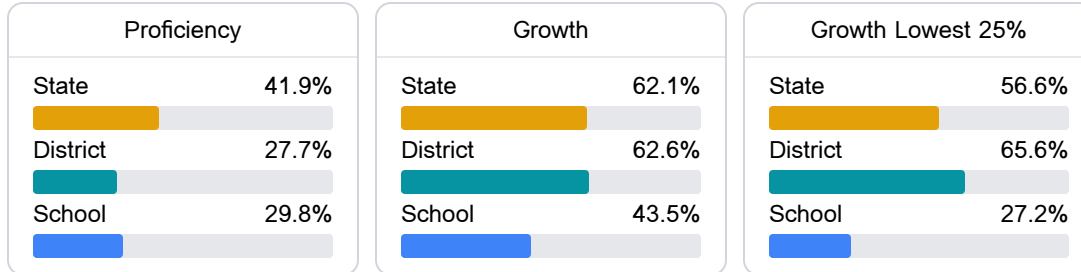 Proficiency
State 41.9%
District 27.7%
School 29.8%
Growth
State 62.1%
District 62.6%
School 43.5%
Growth Lowest 25%
State 56.6%
District 65.6%
School 27.2%